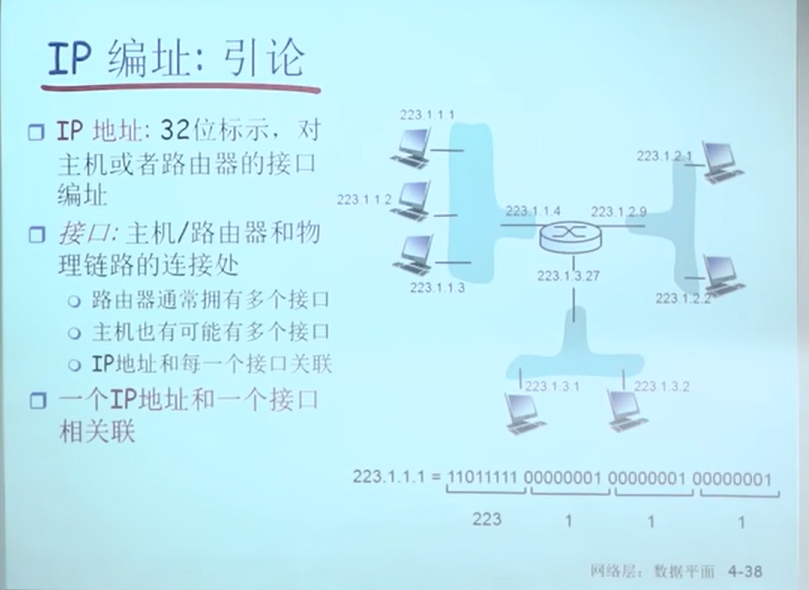 IP 编址: 引论
IP 地址: 32位标示，对
主机或者路由器的接口
编址
接口: 主机/路由器和物
理链路的连接处
路由器通常拥有多个接口
主机也有可能有多个接口
IP地址和每一个接口关联
一个IP地址和一个接口
相关联
223.1.1.1
223.1.1.2
223.1.1.3
223.1.1.4
223.1.2.9
223.1.2.1
223.1.2.2
223.1.3.27
223.1.3.1
223.1.3.2
223.1.1.1 = 11011111 00000001 00000001 00000001
223 1 1 1
网络层: 数据平面 4-38